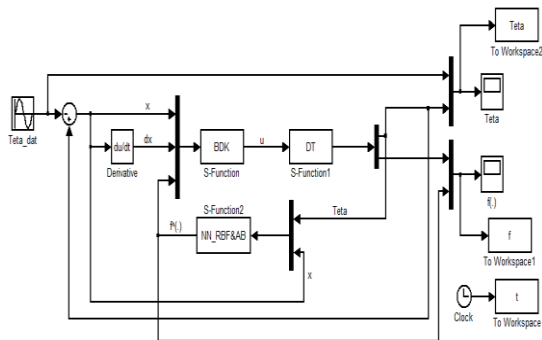 Teta
To Workspace2
x
Teta_dat
du/dt
dx
BDK
u
DT
Teta
Derivative
S-Function
S-Function1
S-Function2
f(.)
f^(.)
NN_RBF&AB
Teta
f
To Workspace1
x
t
Clock
To Workspace